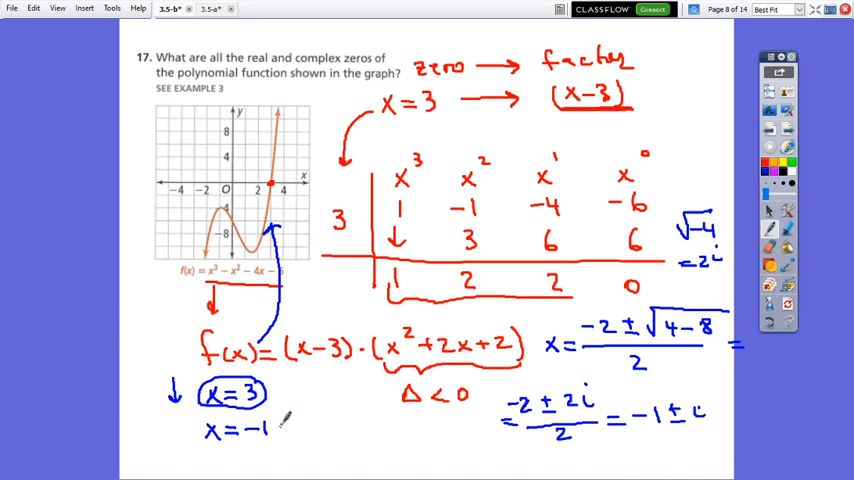 File Edit View Insert Tools Help 3.5-b* 3.5-a* CLASSFLOW Connect Page 8 of 14 Best Fit
17. What are all the real and complex zeros of
the polynomial function shown in the graph?
SEE EXAMPLE 3
zero → factor
x = 3 → (x-3)
y
8
4
x
-4 -2 O 2 4
-4
-8
f(x) = x³ − x² − 4x −
x³ x² x¹ x⁰
3 1 -1 -4 -6
↓ 3 6 6
1 2 2 0
√-4
= 2i
f(x) = (x-3) · (x² + 2x + 2)
Δ < 0
x = (-2 ± √(4-8))/2 =
= (-2 ± 2i)/2 = -1 ± i
↓ x = 3
x = -1